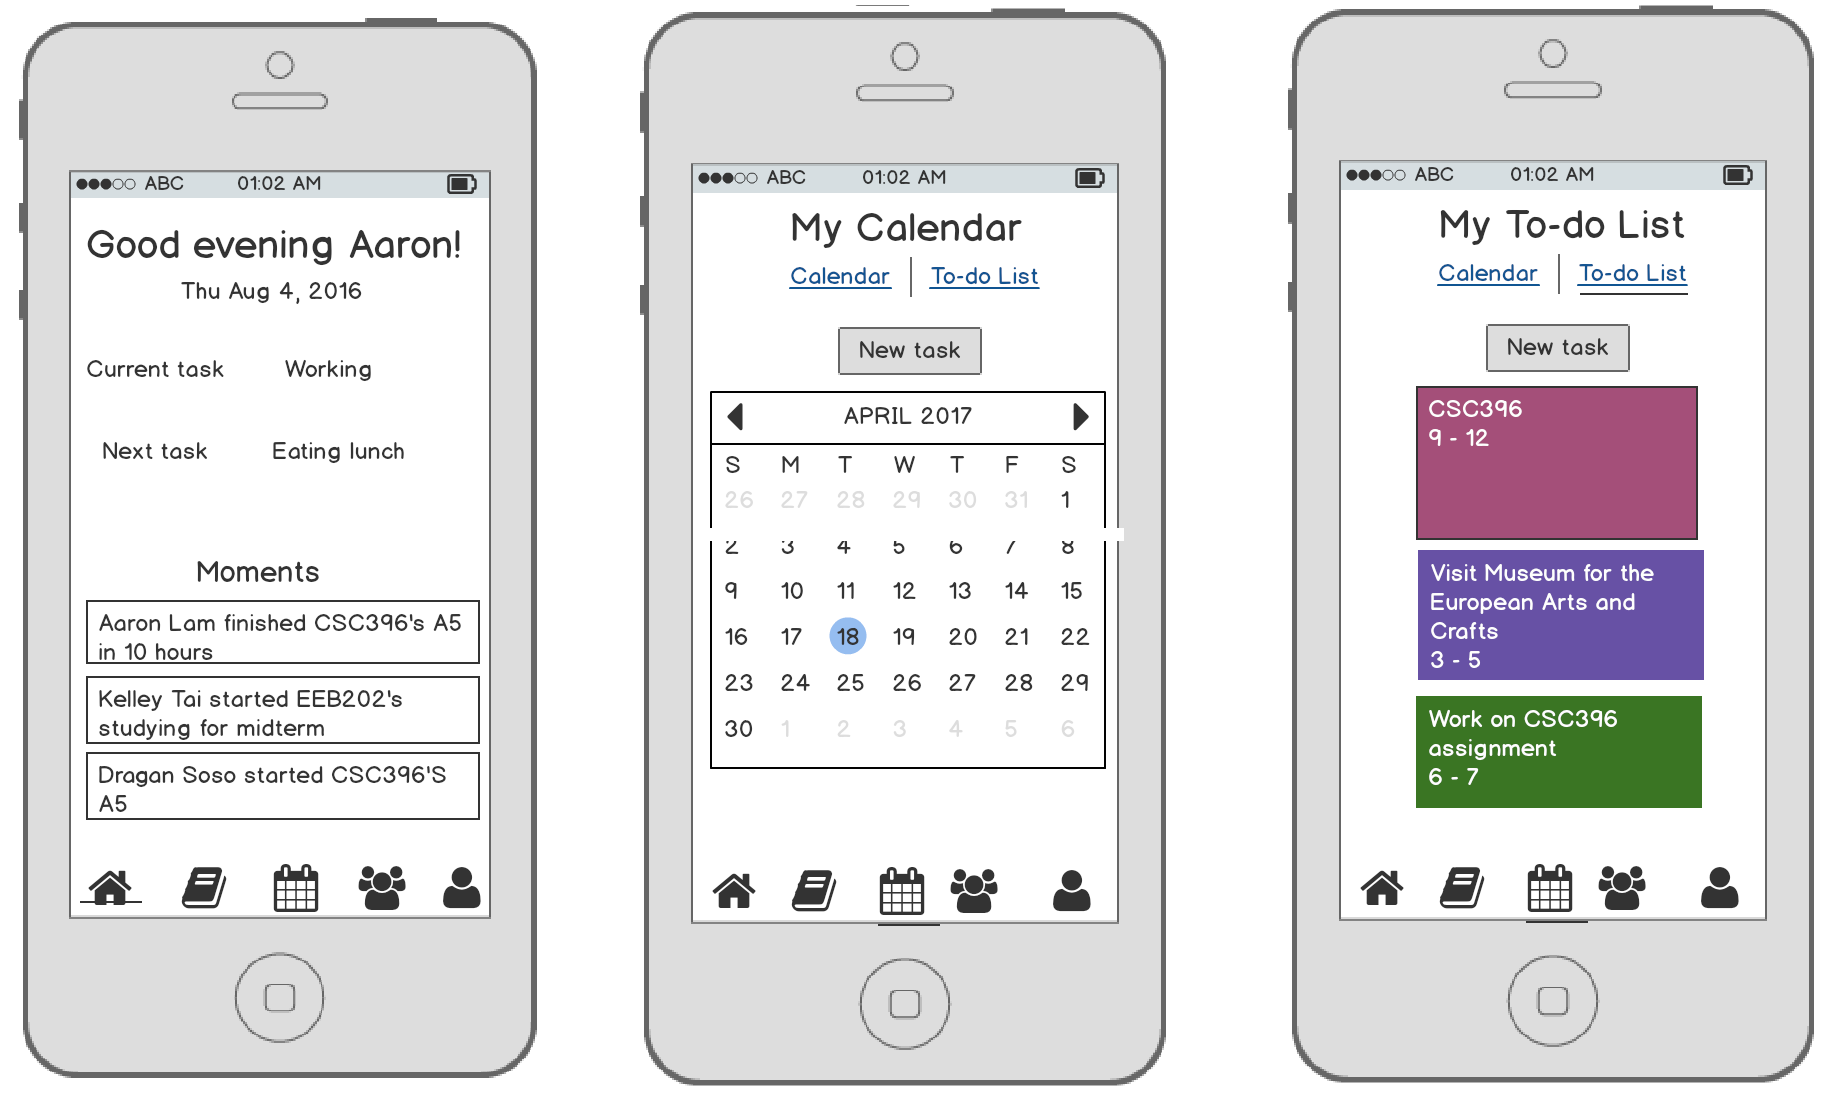 ABC 01:02 AM
Good evening Aaron!
Thu Aug 4, 2016
Current task Working
Next task Eating lunch
Moments
Aaron Lam finished CSC396's A5
in 10 hours
Kelley Tai started EEB202's
studying for midterm
Dragan Soso started CSC396'S
A5
ABC 01:02 AM
My Calendar
Calendar To-do List
New task
APRIL 2017
S M T W T F S
26 27 28 29 30 31 1
2 3 4 5 6 7 8
9 10 11 12 13 14 15
16 17 18 19 20 21 22
23 24 25 26 27 28 29
30 1 2 3 4 5 6
ABC 01:02 AM
My To-do List
Calendar To-do List
New task
CSC396
9 - 12
Visit Museum for the
European Arts and
Crafts
3 - 5
Work on CSC396
assignment
6 - 7